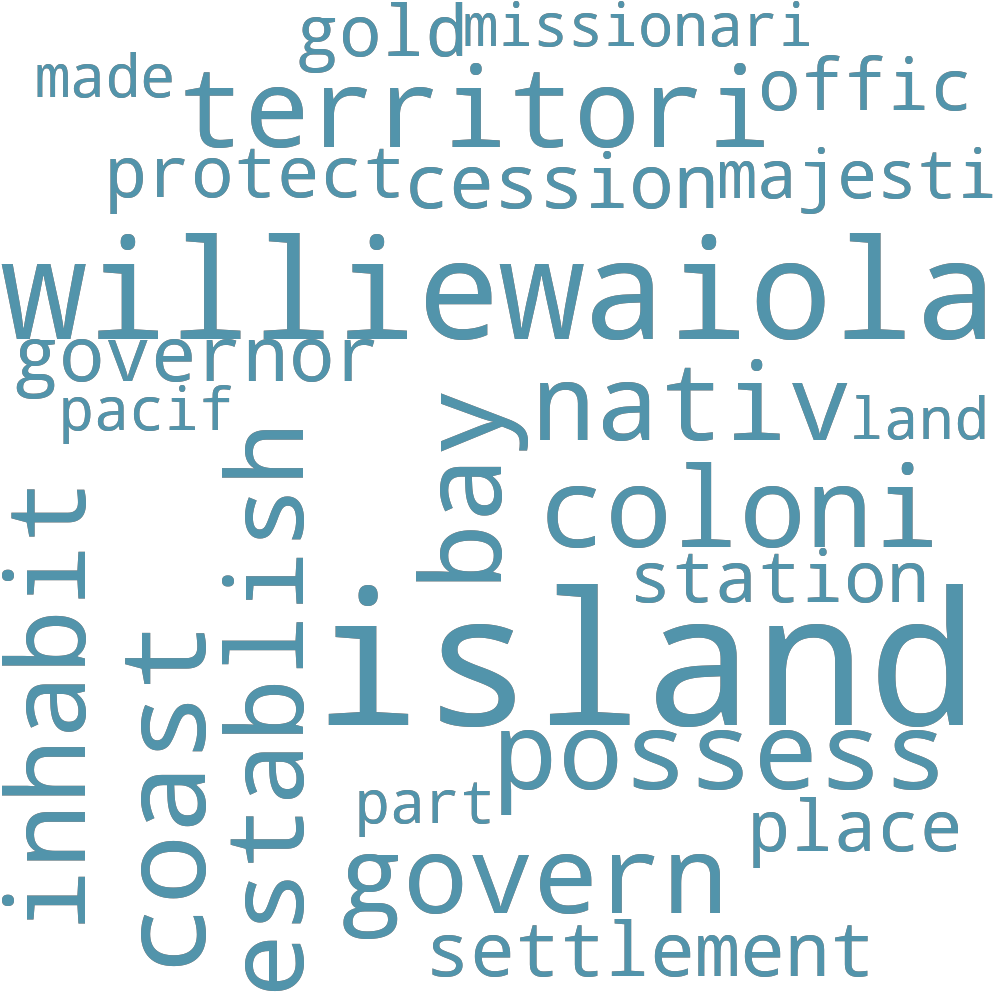 gold
missionari
made
territori
offic
protect
cession
majesti
williewaiola
governor
pacif
nativ
land
bay
coloni
station
inhabit
coast
establish
island
possess
part
place
govern
settlement